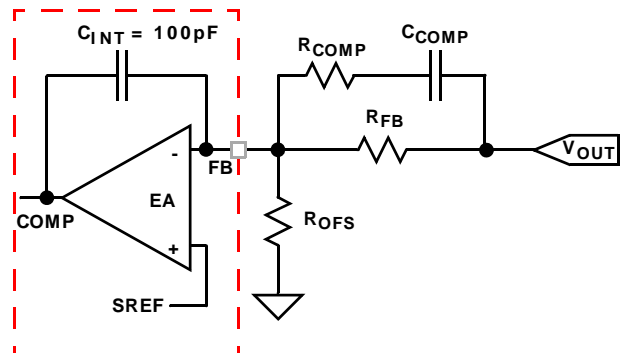 CINT = 100pF
RCOMP
CCOMP
RFB
VOUT
-
FB
EA
COMP
ROFS
+
SREF